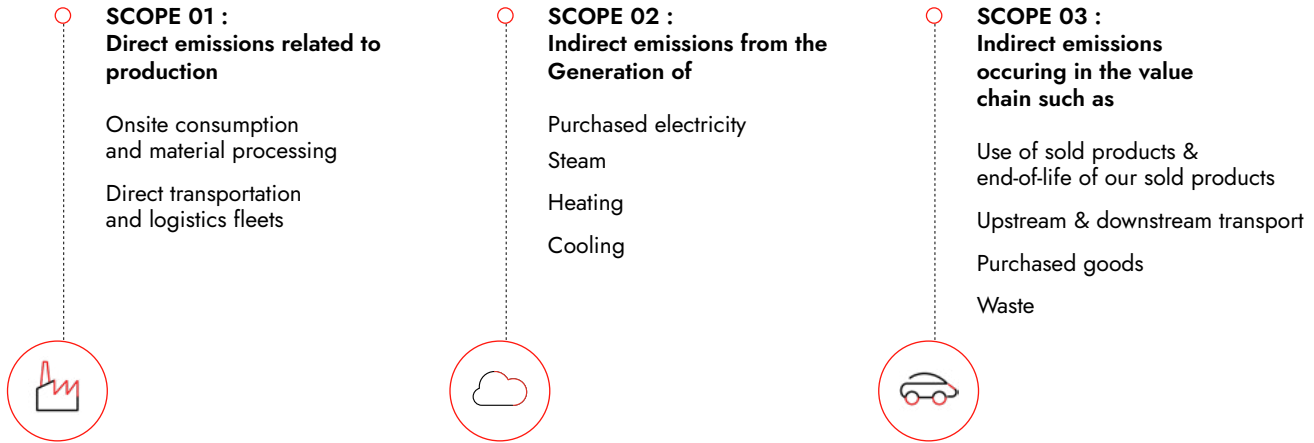 SCOPE 01 :
Direct emissions related to
production
Onsite consumption
and material processing
Direct transportation
and logistics fleets
SCOPE 02 :
Indirect emissions from the
Generation of
Purchased electricity
Steam
Heating
Cooling
SCOPE 03 :
Indirect emissions
occuring in the value
chain such as
Use of sold products &
end-of-life of our sold products
Upstream & downstream transport
Purchased goods
Waste